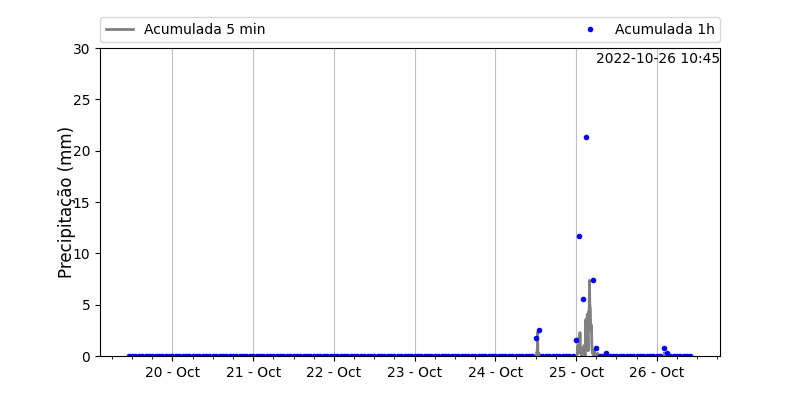 Acumulada 5 min
Acumulada 1h
2022-10-26 10:45
Precipitação (mm)
30
25
20
15
10
5
0
20 - Oct
21 - Oct
22 - Oct
23 - Oct
24 - Oct
25 - Oct
26 - Oct